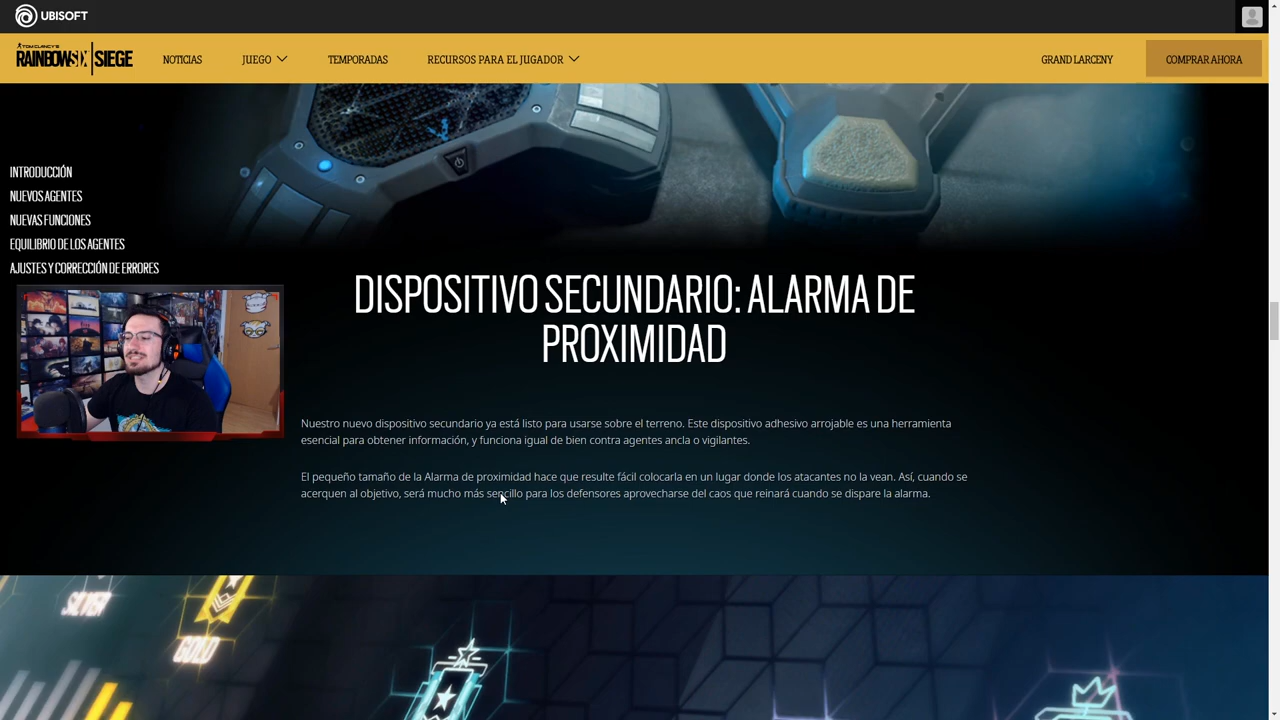 UBISOFT
TOM CLANCY'S
RAINBOWSIX | SIEGE
NOTICIAS
JUEGO
TEMPORADAS
RECURSOS PARA EL JUGADOR
GRAND LARCENY
COMPRAR AHORA
INTRODUCCIÓN
NUEVOS AGENTES
NUEVAS FUNCIONES
EQUILIBRIO DE LOS AGENTES
AJUSTES Y CORRECCIÓN DE ERRORES
DISPOSITIVO SECUNDARIO: ALARMA DE
PROXIMIDAD
Nuestro nuevo dispositivo secundario ya está listo para usarse sobre el terreno. Este dispositivo adhesivo arrojable es una herramienta
esencial para obtener información, y funciona igual de bien contra agentes ancla o vigilantes.
El pequeño tamaño de la Alarma de proximidad hace que resulte fácil colocarla en un lugar donde los atacantes no la vean. Así, cuando se
acerquen al objetivo, será mucho más sencillo para los defensores aprovecharse del caos que reinará cuando se dispare la alarma.
SILVER
GOLD